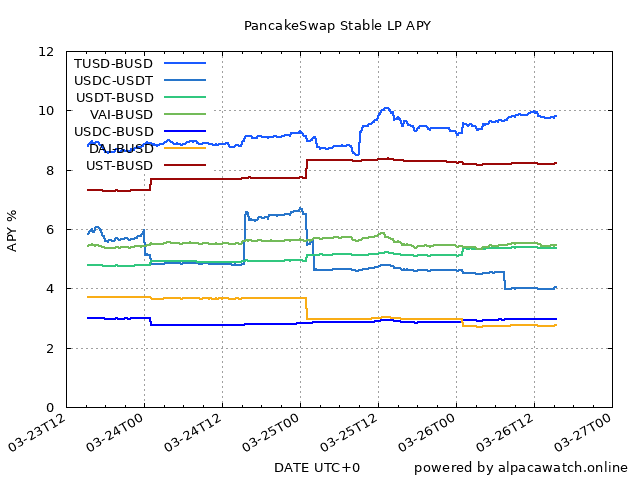 PancakeSwap Stable LP APY
12
10
8
6
4
2
0
APY %
TUSD-BUSD
USDC-USDT
USDT-BUSD
VAI-BUSD
USDC-BUSD
DAI-BUSD
UST-BUSD
03-23T12
03-24T00
03-24T12
03-25T00
03-25T12
03-26T00
03-26T12
03-27T00
DATE UTC+0
powered by alpacawatch.online